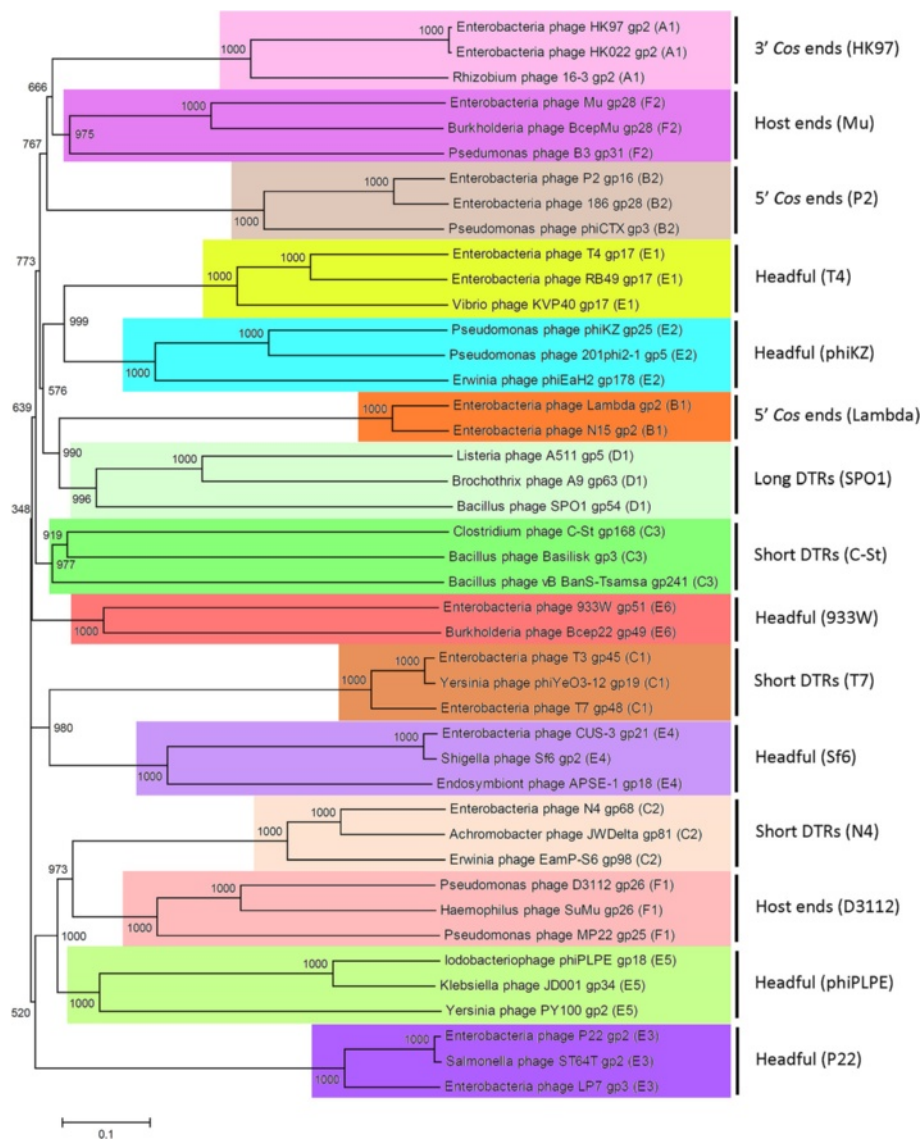 Enterobacteria phage HK97 gp2 (A1)
Enterobacteria phage HK022 gp2 (A1)
Rhizobium phage 16-3 gp2 (A1)
3' Cos ends (HK97)
1000
1000
666
Enterobacteria phage Mu gp28 (F2)
Burkholderia phage BcepMu gp28 (F2)
Psedumonas phage B3 gp31 (F2)
Host ends (Mu)
1000
975
767
Enterobacteria phage P2 gp16 (B2)
Enterobacteria phage 186 gp28 (B2)
Pseudomonas phage phiCTX gp3 (B2)
5' Cos ends (P2)
1000
1000
773
Enterobacteria phage T4 gp17 (E1)
Enterobacteria phage RB49 gp17 (E1)
Vibrio phage KVP40 gp17 (E1)
Headful (T4)
1000
1000
999
Pseudomonas phage phiKZ gp25 (E2)
Pseudomonas phage 201phi2-1 gp5 (E2)
Erwinia phage phiEaH2 gp178 (E2)
Headful (phiKZ)
1000
1000
576
639
Enterobacteria phage Lambda gp2 (B1)
Enterobacteria phage N15 gp2 (B1)
5' Cos ends (Lambda)
1000
990
Listeria phage A511 gp5 (D1)
Brochothrix phage A9 gp63 (D1)
Bacillus phage SPO1 gp54 (D1)
Long DTRs (SPO1)
1000
996
348
Clostridium phage C-St gp168 (C3)
Bacillus phage Basilisk gp3 (C3)
Bacillus phage vB BanS-Tsamsa gp241 (C3)
Short DTRs (C-St)
919
977
Enterobacteria phage 933W gp51 (E6)
Burkholderia phage Bcep22 gp49 (E6)
Headful (933W)
1000
Enterobacteria phage T3 gp45 (C1)
Yersinia phage phiYeO3-12 gp19 (C1)
Enterobacteria phage T7 gp48 (C1)
Short DTRs (T7)
1000
1000
980
Enterobacteria phage CUS-3 gp21 (E4)
Shigella phage Sf6 gp2 (E4)
Endosymbiont phage APSE-1 gp18 (E4)
Headful (Sf6)
1000
1000
Enterobacteria phage N4 gp68 (C2)
Achromobacter phage JWDelta gp81 (C2)
Erwinia phage EamP-S6 gp98 (C2)
Short DTRs (N4)
1000
1000
973
Pseudomonas phage D3112 gp26 (F1)
Haemophilus phage SuMu gp26 (F1)
Pseudomonas phage MP22 gp25 (F1)
Host ends (D3112)
1000
1000
1000
Iodobacteriophage phiPLPE gp18 (E5)
Klebsiella phage JD001 gp34 (E5)
Yersinia phage PY100 gp2 (E5)
Headful (phiPLPE)
1000
1000
520
Enterobacteria phage P22 gp2 (E3)
Salmonella phage ST64T gp2 (E3)
Enterobacteria phage LP7 gp3 (E3)
Headful (P22)
1000
1000
0.1